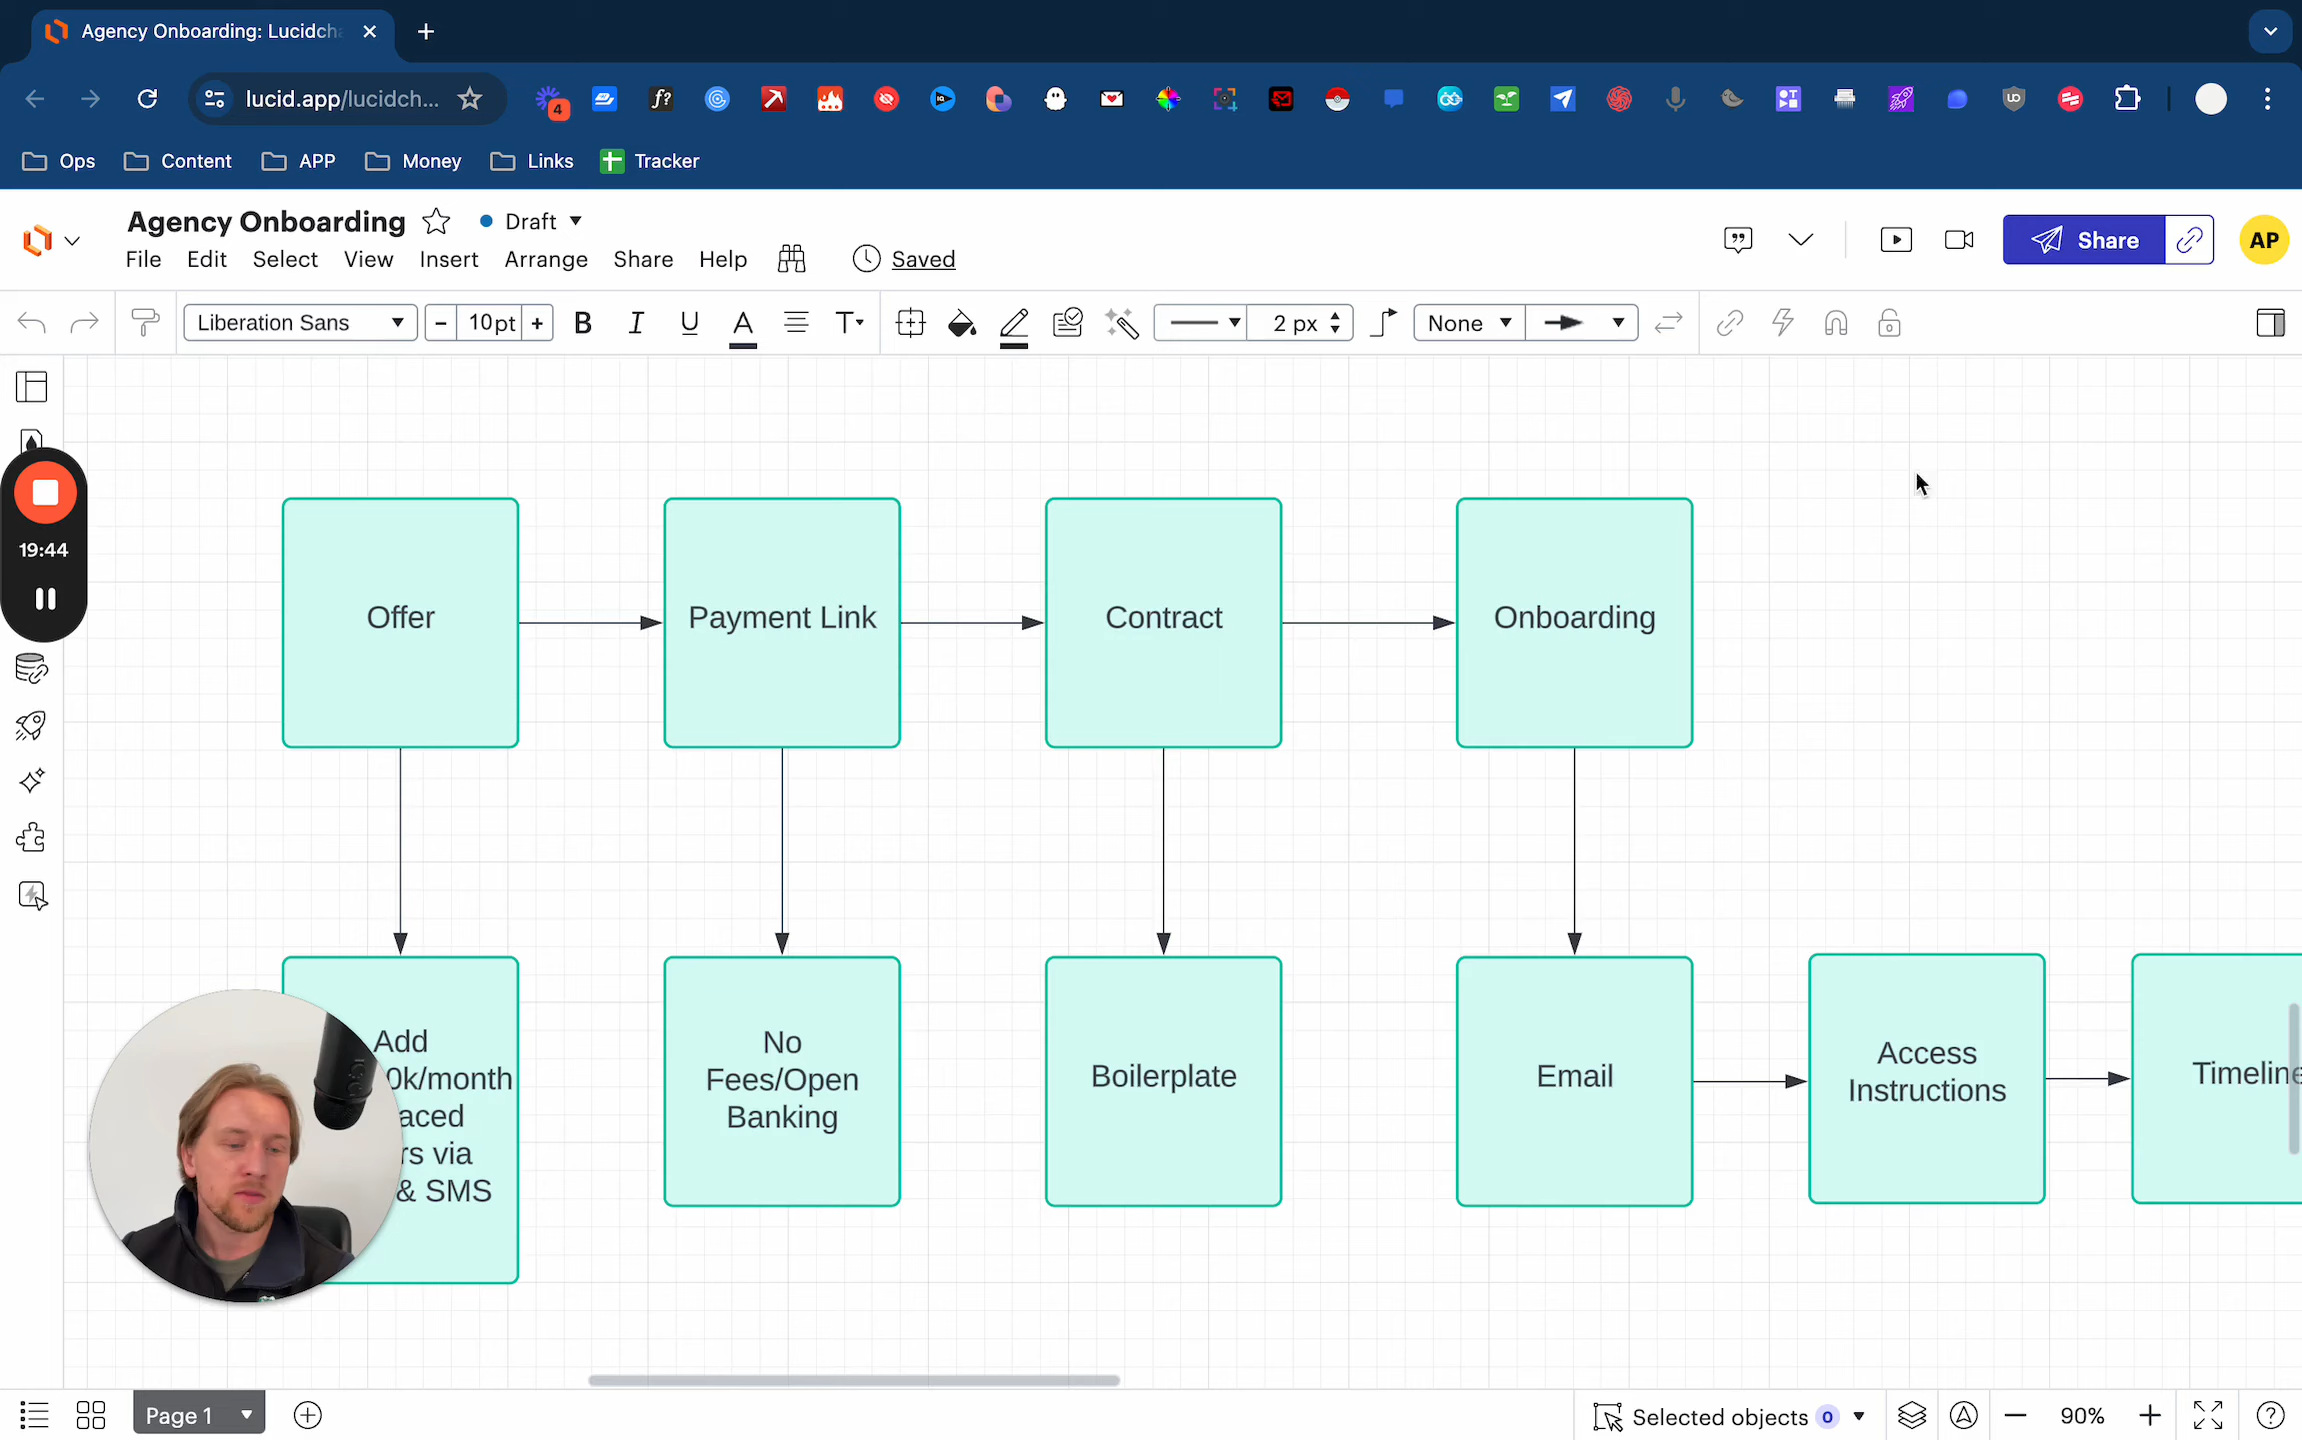 Agency Onboarding: Lucidch
lucid.app/lucidch...
4
Ops
Content
APP
Money
Links
Tracker
Agency Onboarding
Draft
File
Edit
Select
View
Insert
Arrange
Share
Help
Saved
Share
AP
Liberation Sans
10pt
B
I
U
A
T
2 px
None
19:44
Offer
Payment Link
Contract
Onboarding
Add
0k/month
aced
rs via
& SMS
No
Fees/Open
Banking
Boilerplate
Email
Access
Instructions
Timeline
Page 1
Selected objects 0
90%